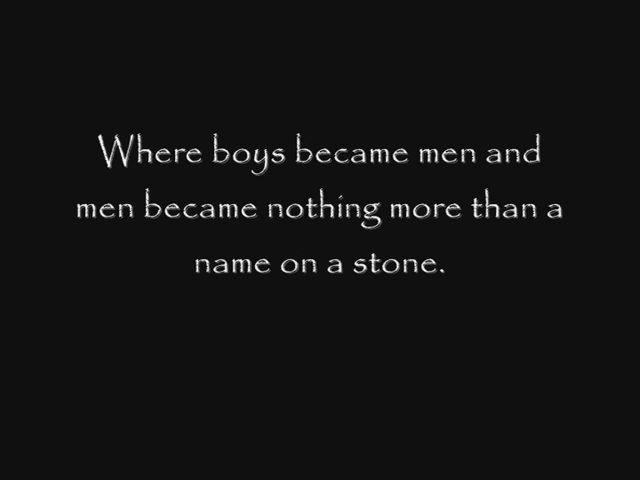 Where boys became men and
men became nothing more than a
name on a stone.